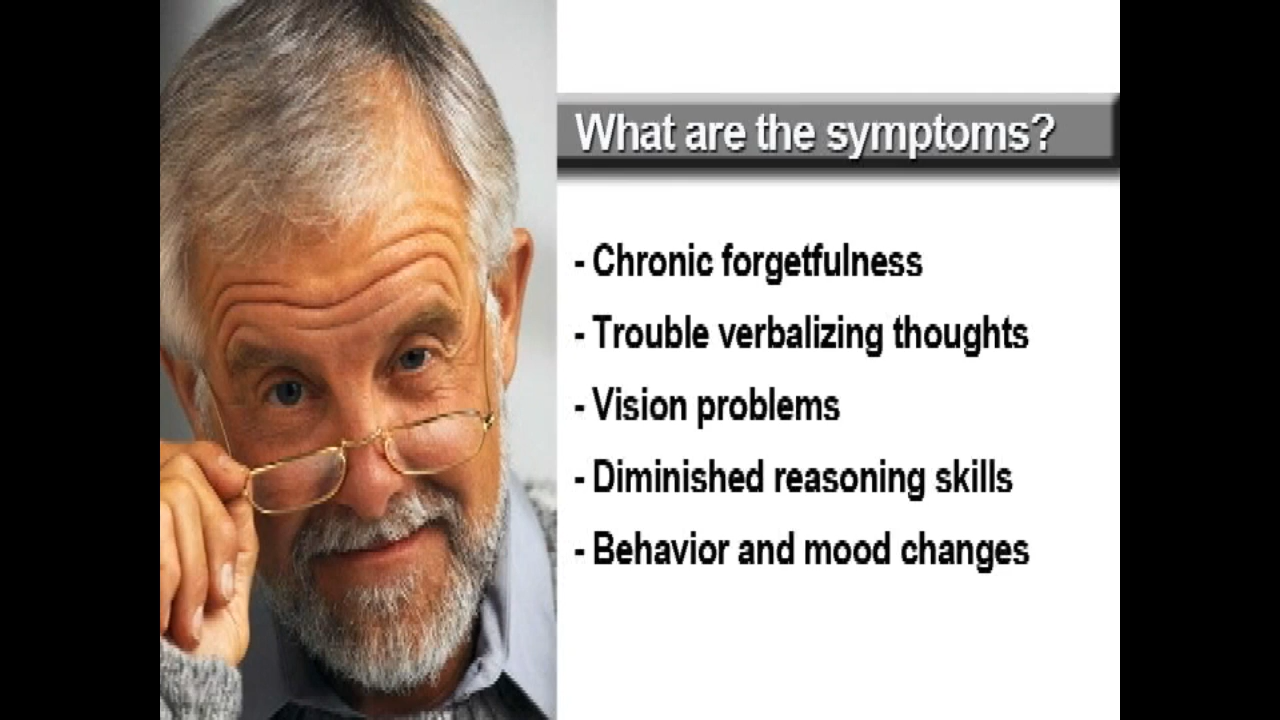 What are the symptoms?
- Chronic forgetfulness
- Trouble verbalizing thoughts
- Vision problems
- Diminished reasoning skills
- Behavior and mood changes